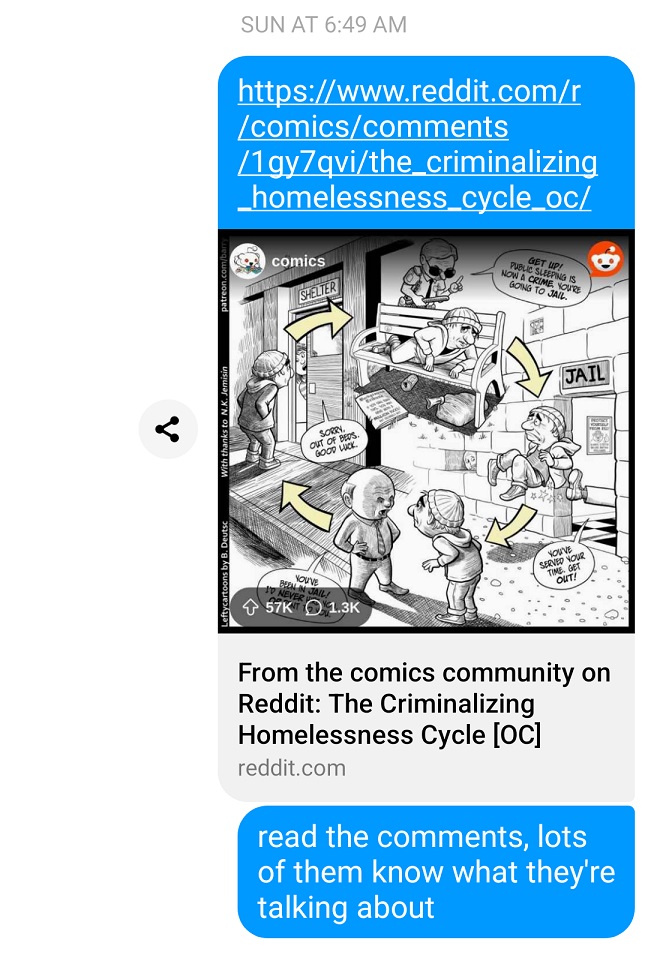 SUN AT 6:49 AM
https://www.reddit.com/r
/comics/comments
/1gy7qvi/the_criminalizing
_homelessness_cycle_oc/
comics
patreon.com/barry
With thanks to N.K. Jemisin
Leftycartoons by B. Deutsc
SHELTER
GET UP!
PUBLIC SLEEPING IS
NOW A CRIME. YOU'RE
GOING TO JAIL.
JAIL
SORRY,
OUT OF BEDS.
GOOD LUCK.
YOU'VE
SERVED YOUR
TIME. GET
OUT!
YOU'VE
BEEN IN JAIL!
I'D NEVER
57K 1.3K
From the comics community on
Reddit: The Criminalizing
Homelessness Cycle [OC]
reddit.com
read the comments, lots
of them know what they're
talking about